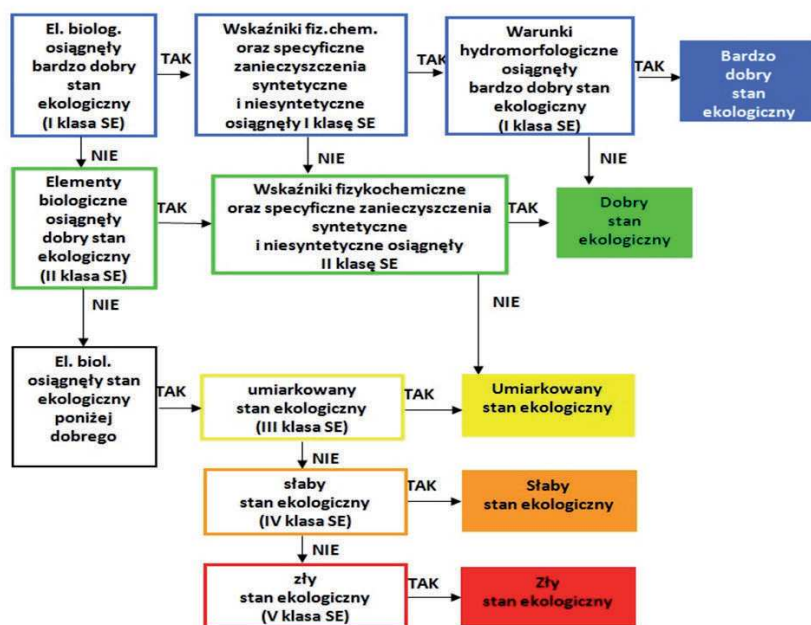 El. biolog.
osiągnęły
bardzo dobry
stan
ekologiczny
(I klasa SE)
TAK
Wskaźniki fiz.chem.
oraz specyficzne
zanieczyszczenia
syntetyczne
i niesyntetyczne
osiągnęły I klasę SE
TAK
Warunki
hydromorfologiczne
osiągnęły
bardzo dobry stan
ekologiczny
(I klasa SE)
TAK
Bardzo
dobry
stan
ekologiczny
NIE
NIE
NIE
Elementy
biologiczne
osiągnęły
dobry stan
ekologiczny
(II klasa SE)
TAK
Wskaźniki fizykochemiczne
oraz specyficzne zanieczyszczenia
syntetyczne
i niesyntetyczne osiągnęły
II klasę SE
TAK
Dobry
stan
ekologiczny
NIE
NIE
El. biol.
osiągnęły stan
ekologiczny
poniżej
dobrego
TAK
umiarkowany
stan ekologiczny
(III klasa SE)
TAK
Umiarkowany
stan ekologiczny
NIE
słaby
stan ekologiczny
(IV klasa SE)
TAK
Słaby
stan ekologiczny
NIE
zły
stan ekologiczny
(V klasa SE)
TAK
Zły
stan ekologiczny